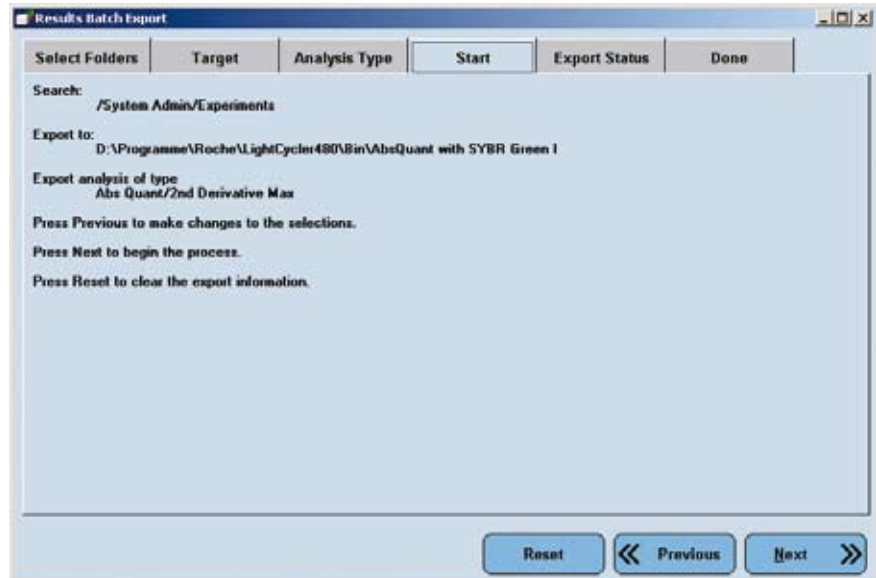 Results Batch Export
Select Folders Target Analysis Type Start Export Status Done
Search:
/System Admin/Experiments
Export to:
D:\Programme\Roche\LightCycler480\Bin\AbsQuant with SYBR Green I
Export analysis of type
Abs Quant/2nd Derivative Max
Press Previous to make changes to the selections.
Press Next to begin the process.
Press Reset to clear the export information.
Reset Previous Next